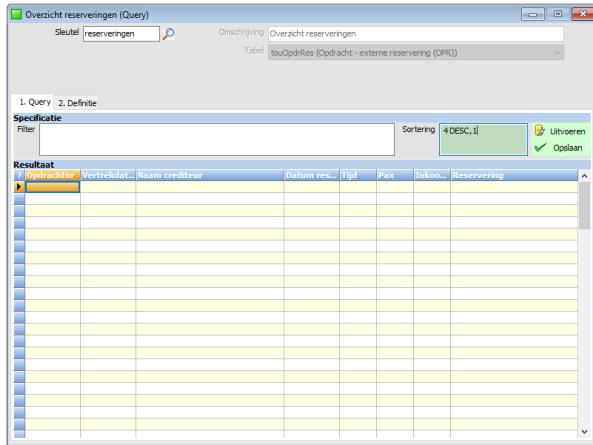 Overzicht reserveringen (Query)
Sleutel reserveringen Omschrijving Overzicht reserveringen
Tabel touOpdrRes (Opdracht - externe reservering (OPR))
1. Query 2. Definitie
Specificatie
Filter Sortering 4 DESC,1 Uitvoeren
Opslaan
Resultaat
? Opdrachtnr Vertrekdat... Naam crediteur Datum res... Tijd Pax Inkoo... Reservering